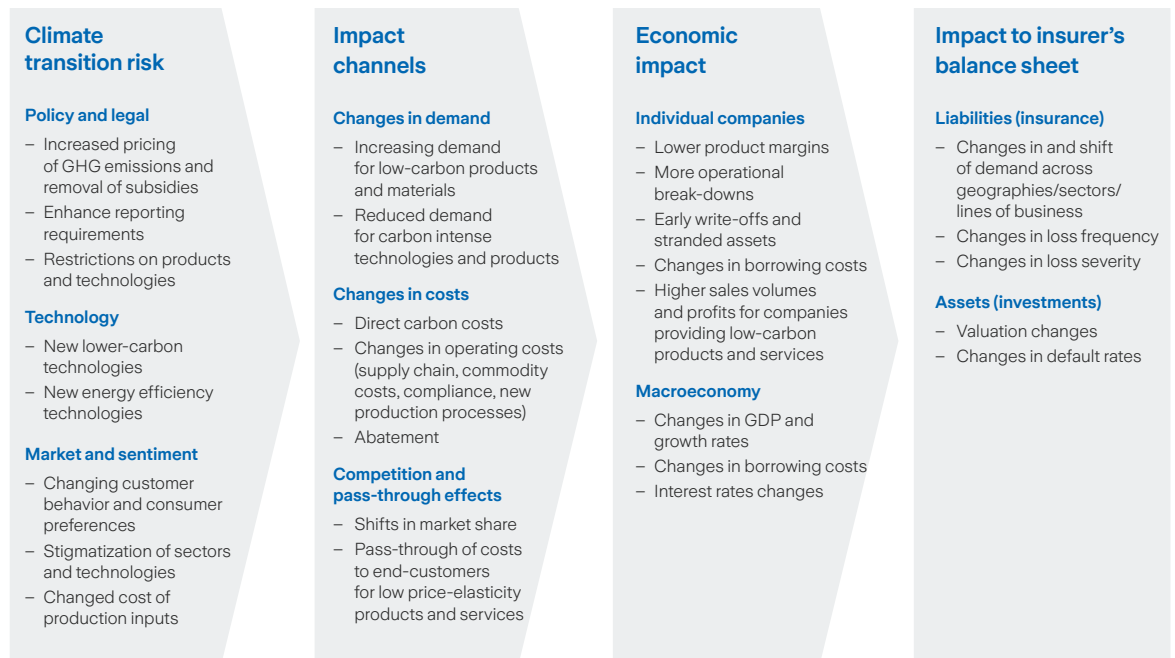 Climate
transition risk
Policy and legal
– Increased pricing
of GHG emissions and
removal of subsidies
– Enhance reporting
requirements
– Restrictions on products
and technologies
Technology
– New lower-carbon
technologies
– New energy efficiency
technologies
Market and sentiment
– Changing customer
behavior and consumer
preferences
– Stigmatization of sectors
and technologies
– Changed cost of
production inputs
Impact
channels
Changes in demand
– Increasing demand
for low-carbon products
and materials
– Reduced demand
for carbon intense
technologies and products
Changes in costs
– Direct carbon costs
– Changes in operating costs
(supply chain, commodity
costs, compliance, new
production processes)
– Abatement
Competition and
pass-through effects
– Shifts in market share
– Pass-through of costs
to end-customers
for low price-elasticity
products and services
Economic
impact
Individual companies
– Lower product margins
– More operational
break-downs
– Early write-offs and
stranded assets
– Changes in borrowing costs
– Higher sales volumes
and profits for companies
providing low-carbon
products and services
Macroeconomy
– Changes in GDP and
growth rates
– Changes in borrowing costs
– Interest rates changes
Impact to insurer's
balance sheet
Liabilities (insurance)
– Changes in and shift
of demand across
geographies/sectors/
lines of business
– Changes in loss frequency
– Changes in loss severity
Assets (investments)
– Valuation changes
– Changes in default rates